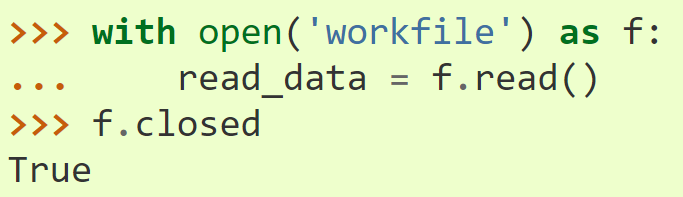 >>> with open('workfile') as f:
...     read_data = f.read()
>>> f.closed
True